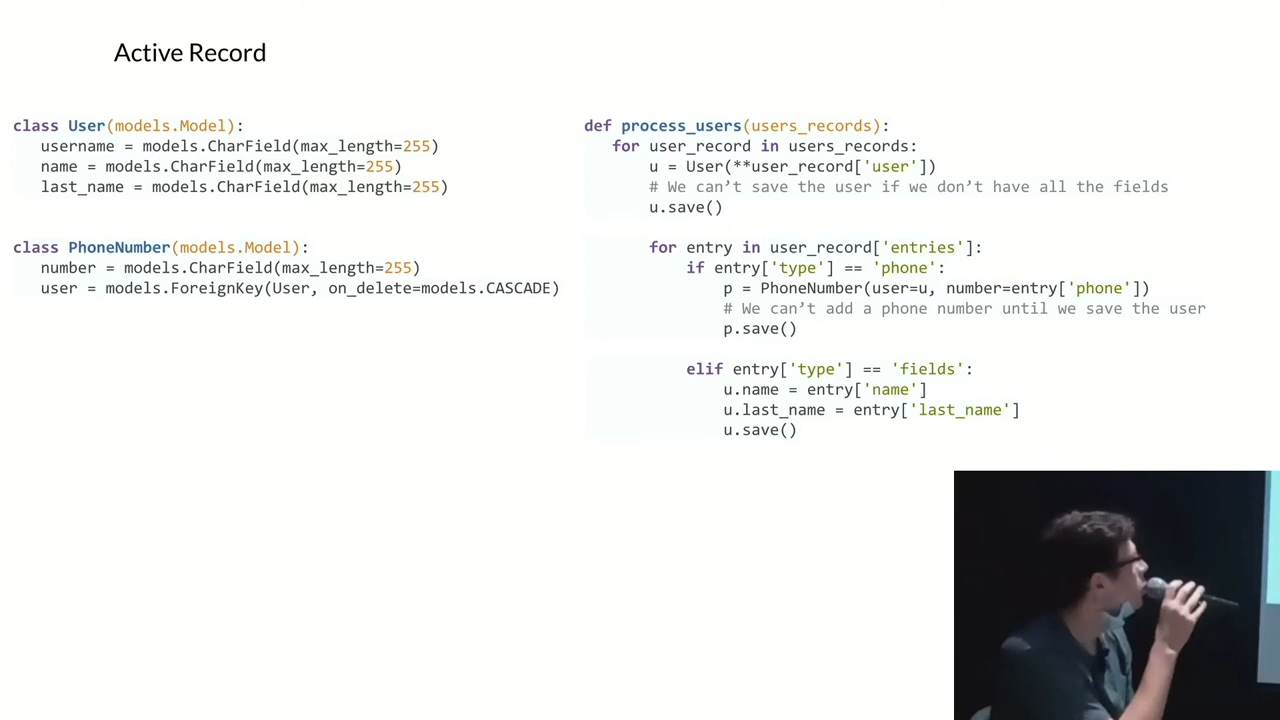 Active Record
class User(models.Model):
username = models.CharField(max_length=255)
name = models.CharField(max_length=255)
last_name = models.CharField(max_length=255)
class PhoneNumber(models.Model):
number = models.CharField(max_length=255)
user = models.ForeignKey(User, on_delete=models.CASCADE)
def process_users(users_records):
for user_record in users_records:
u = User(**user_record['user'])
# We can’t save the user if we don’t have all the fields
u.save()
for entry in user_record['entries']:
if entry['type'] == 'phone':
p = PhoneNumber(user=u, number=entry['phone'])
# We can’t add a phone number until we save the user
p.save()
elif entry['type'] == 'fields':
u.name = entry['name']
u.last_name = entry['last_name']
u.save()